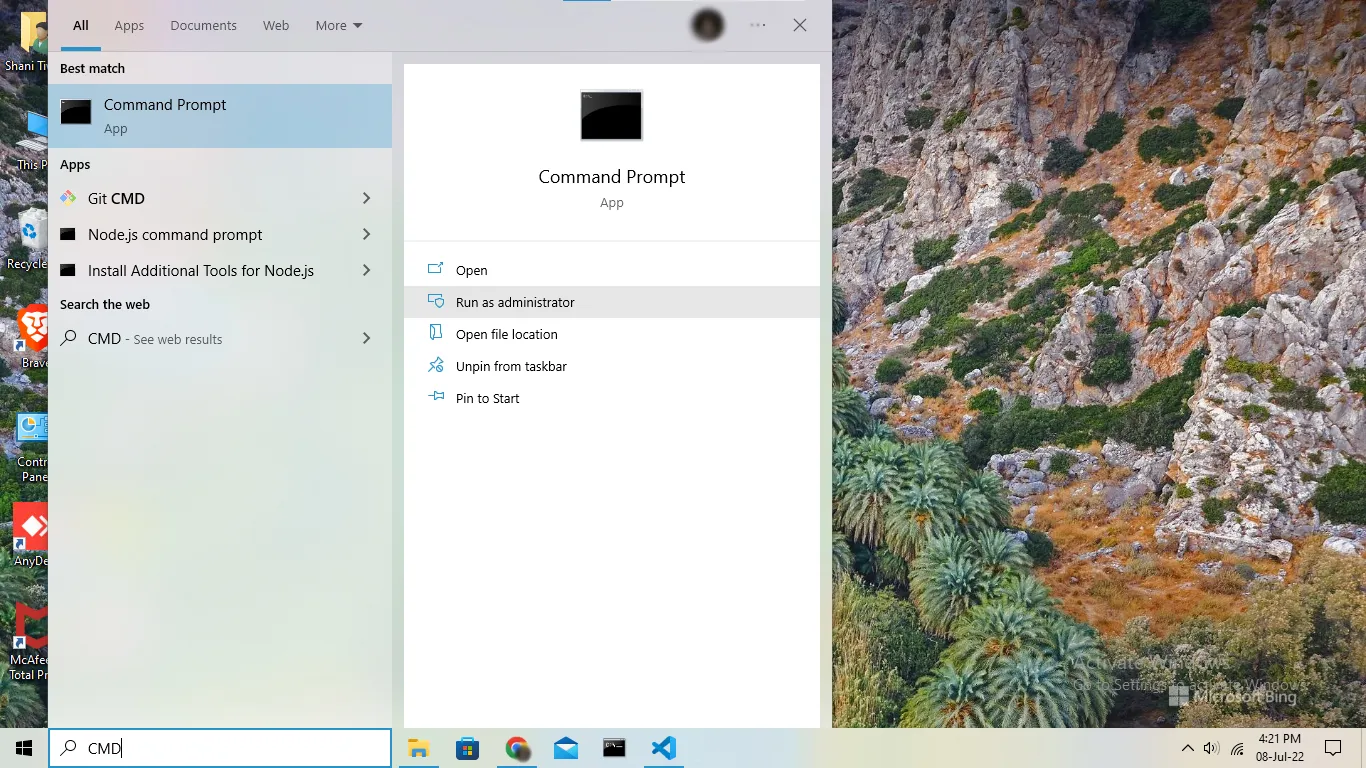 All
Apps
Documents
Web
More
Best match
Command Prompt
App
Apps
Git CMD
Node.js command prompt
Install Additional Tools for Node.js
Search the web
CMD - See web results
Command Prompt
App
Open
Run as administrator
Open file location
Unpin from taskbar
Pin to Start
Shani Ti
This P
Recycle
Brave
Contr
Pane
AnyDe
McAfee
Total Pr
Activate Windows
Go to Settings to activate Windows.
Microsoft Bing
CMD
4:21 PM
08-Jul-22